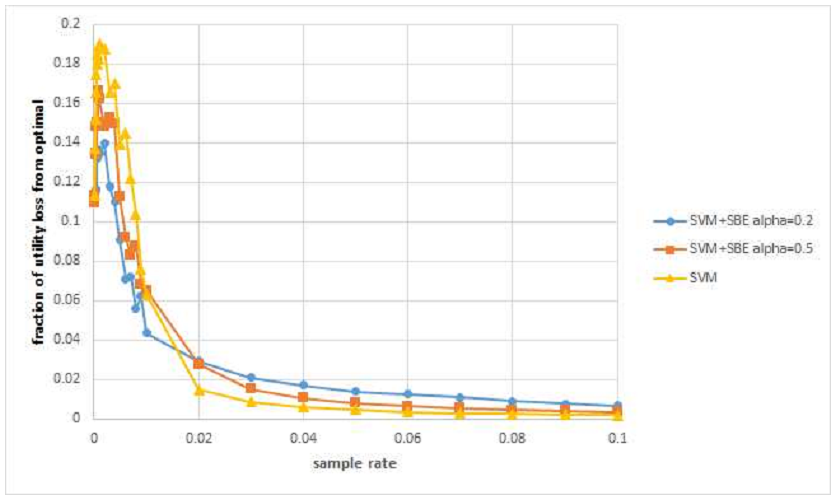 0.2
0.18
0.16
0.14
0.12
0.1
0.08
0.06
0.04
0.02
0
fraction of utility loss from optimal
0 0.02 0.04 0.06 0.08 0.1
sample rate
SVM+SBE alpha=0.2
SVM+SBE alpha=0.5
SVM